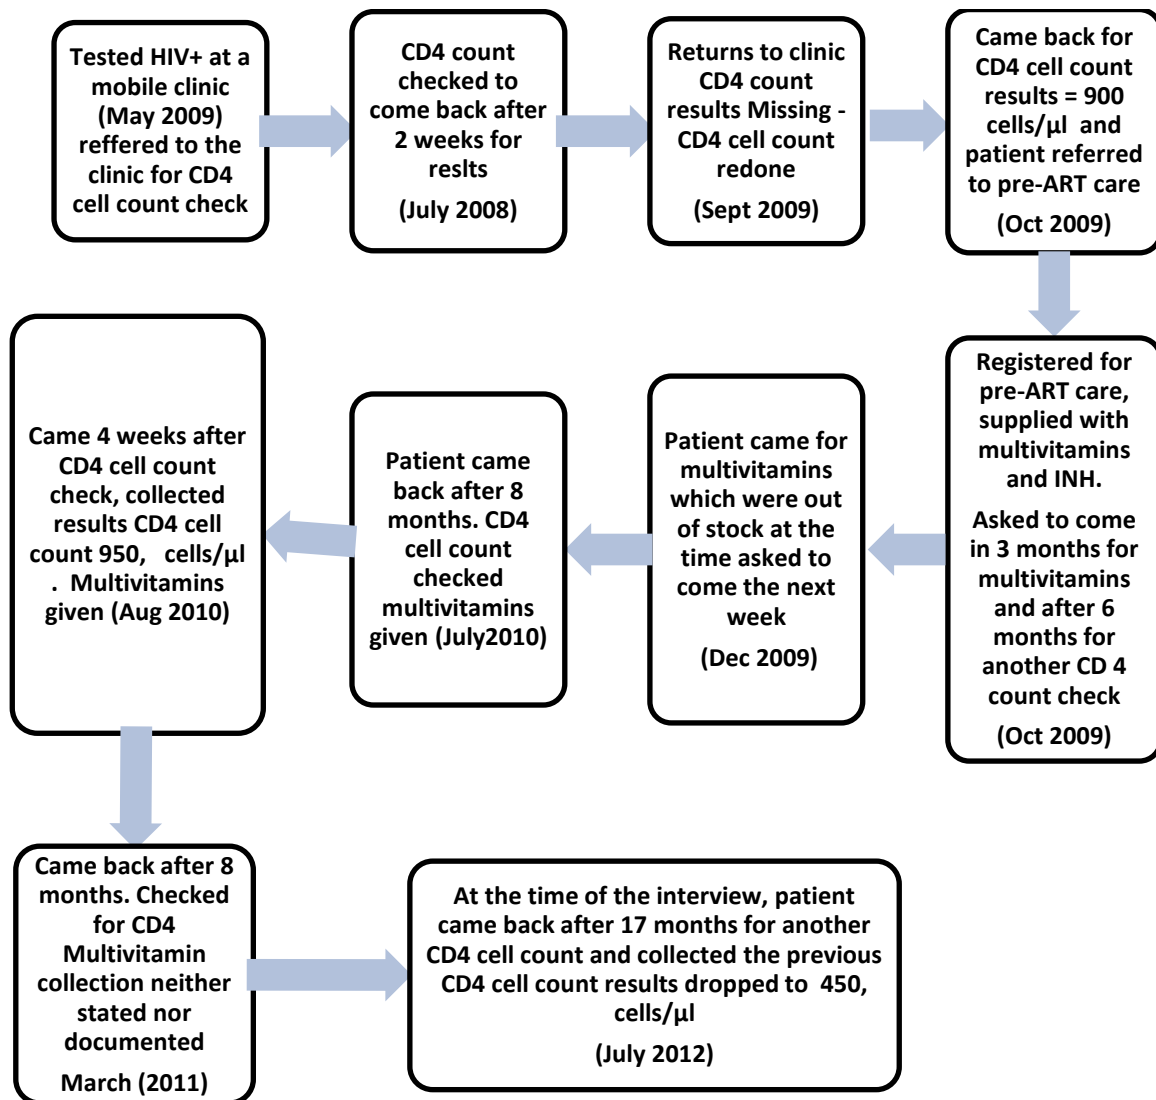 Tested HIV+ at a
mobile clinic
(May 2009)
reffered to the
clinic for CD4
cell count check
CD4 count
checked to
come back after
2 weeks for
reslts
(July 2008)
Returns to clinic
CD4 count
results Missing -
CD4 cell count
redone
(Sept 2009)
Came back for
CD4 cell count
results = 900
cells/µl and
patient referred
to pre-ART care
(Oct 2009)
Registered for
pre-ART care,
supplied with
multivitamins
and INH.
Asked to come
in 3 months for
multivitamins
and after 6
months for
another CD 4
count check
(Oct 2009)
Patient came for
multivitamins
which were out
of stock at the
time asked to
come the next
week
(Dec 2009)
Patient came
back after 8
months. CD4
cell count
checked
multivitamins
given (July2010)
Came 4 weeks after
CD4 cell count
check, collected
results CD4 cell
count 950, cells/µl
. Multivitamins
given (Aug 2010)
Came back after 8
months. Checked
for CD4
Multivitamin
collection neither
stated nor
documented
March (2011)
At the time of the interview, patient
came back after 17 months for another
CD4 cell count and collected the previous
CD4 cell count results dropped to 450,
cells/µl
(July 2012)